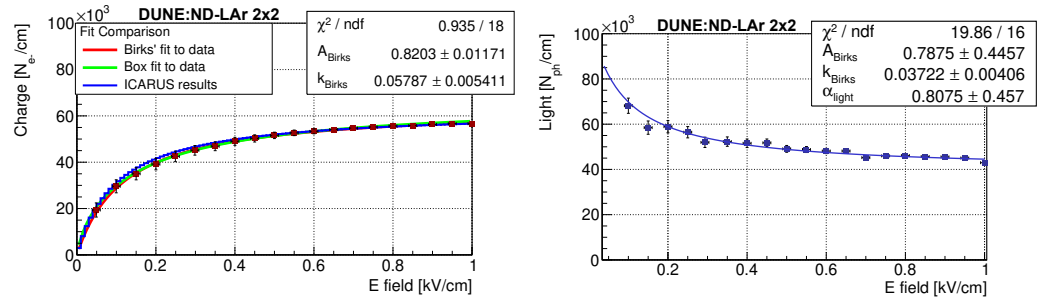 DUNE:ND-LAr 2x2
×10³
100
80
60
40
20
0
Charge [N_e-/cm]
Fit Comparison
Birks' fit to data
Box fit to data
ICARUS results
χ² / ndf 0.935 / 18
A_Birks 0.8203 ± 0.01171
k_Birks 0.05787 ± 0.005411
0 0.2 0.4 0.6 0.8 1
E field [kV/cm]
DUNE:ND-LAr 2x2
×10³
100
80
60
40
20
0
Light [N_ph/cm]
χ² / ndf 19.86 / 16
A_Birks 0.7875 ± 0.4457
k_Birks 0.03722 ± 0.00406
α_light 0.8075 ± 0.457
0.2 0.4 0.6 0.8 1
E field [kV/cm]